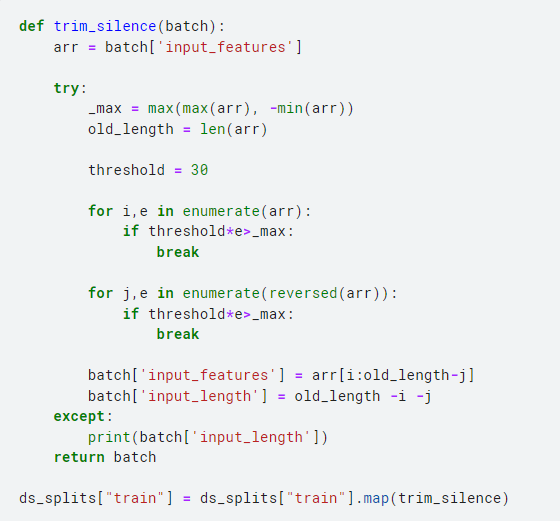 def trim_silence(batch):
    arr = batch['input_features']

    try:
        _max = max(max(arr), -min(arr))
        old_length = len(arr)

        threshold = 30

        for i,e in enumerate(arr):
            if threshold*e>_max:
                break

        for j,e in enumerate(reversed(arr)):
            if threshold*e>_max:
                break

        batch['input_features'] = arr[i:old_length-j]
        batch['input_length'] = old_length -i -j
    except:
        print(batch['input_length'])
    return batch

ds_splits["train"] = ds_splits["train"].map(trim_silence)